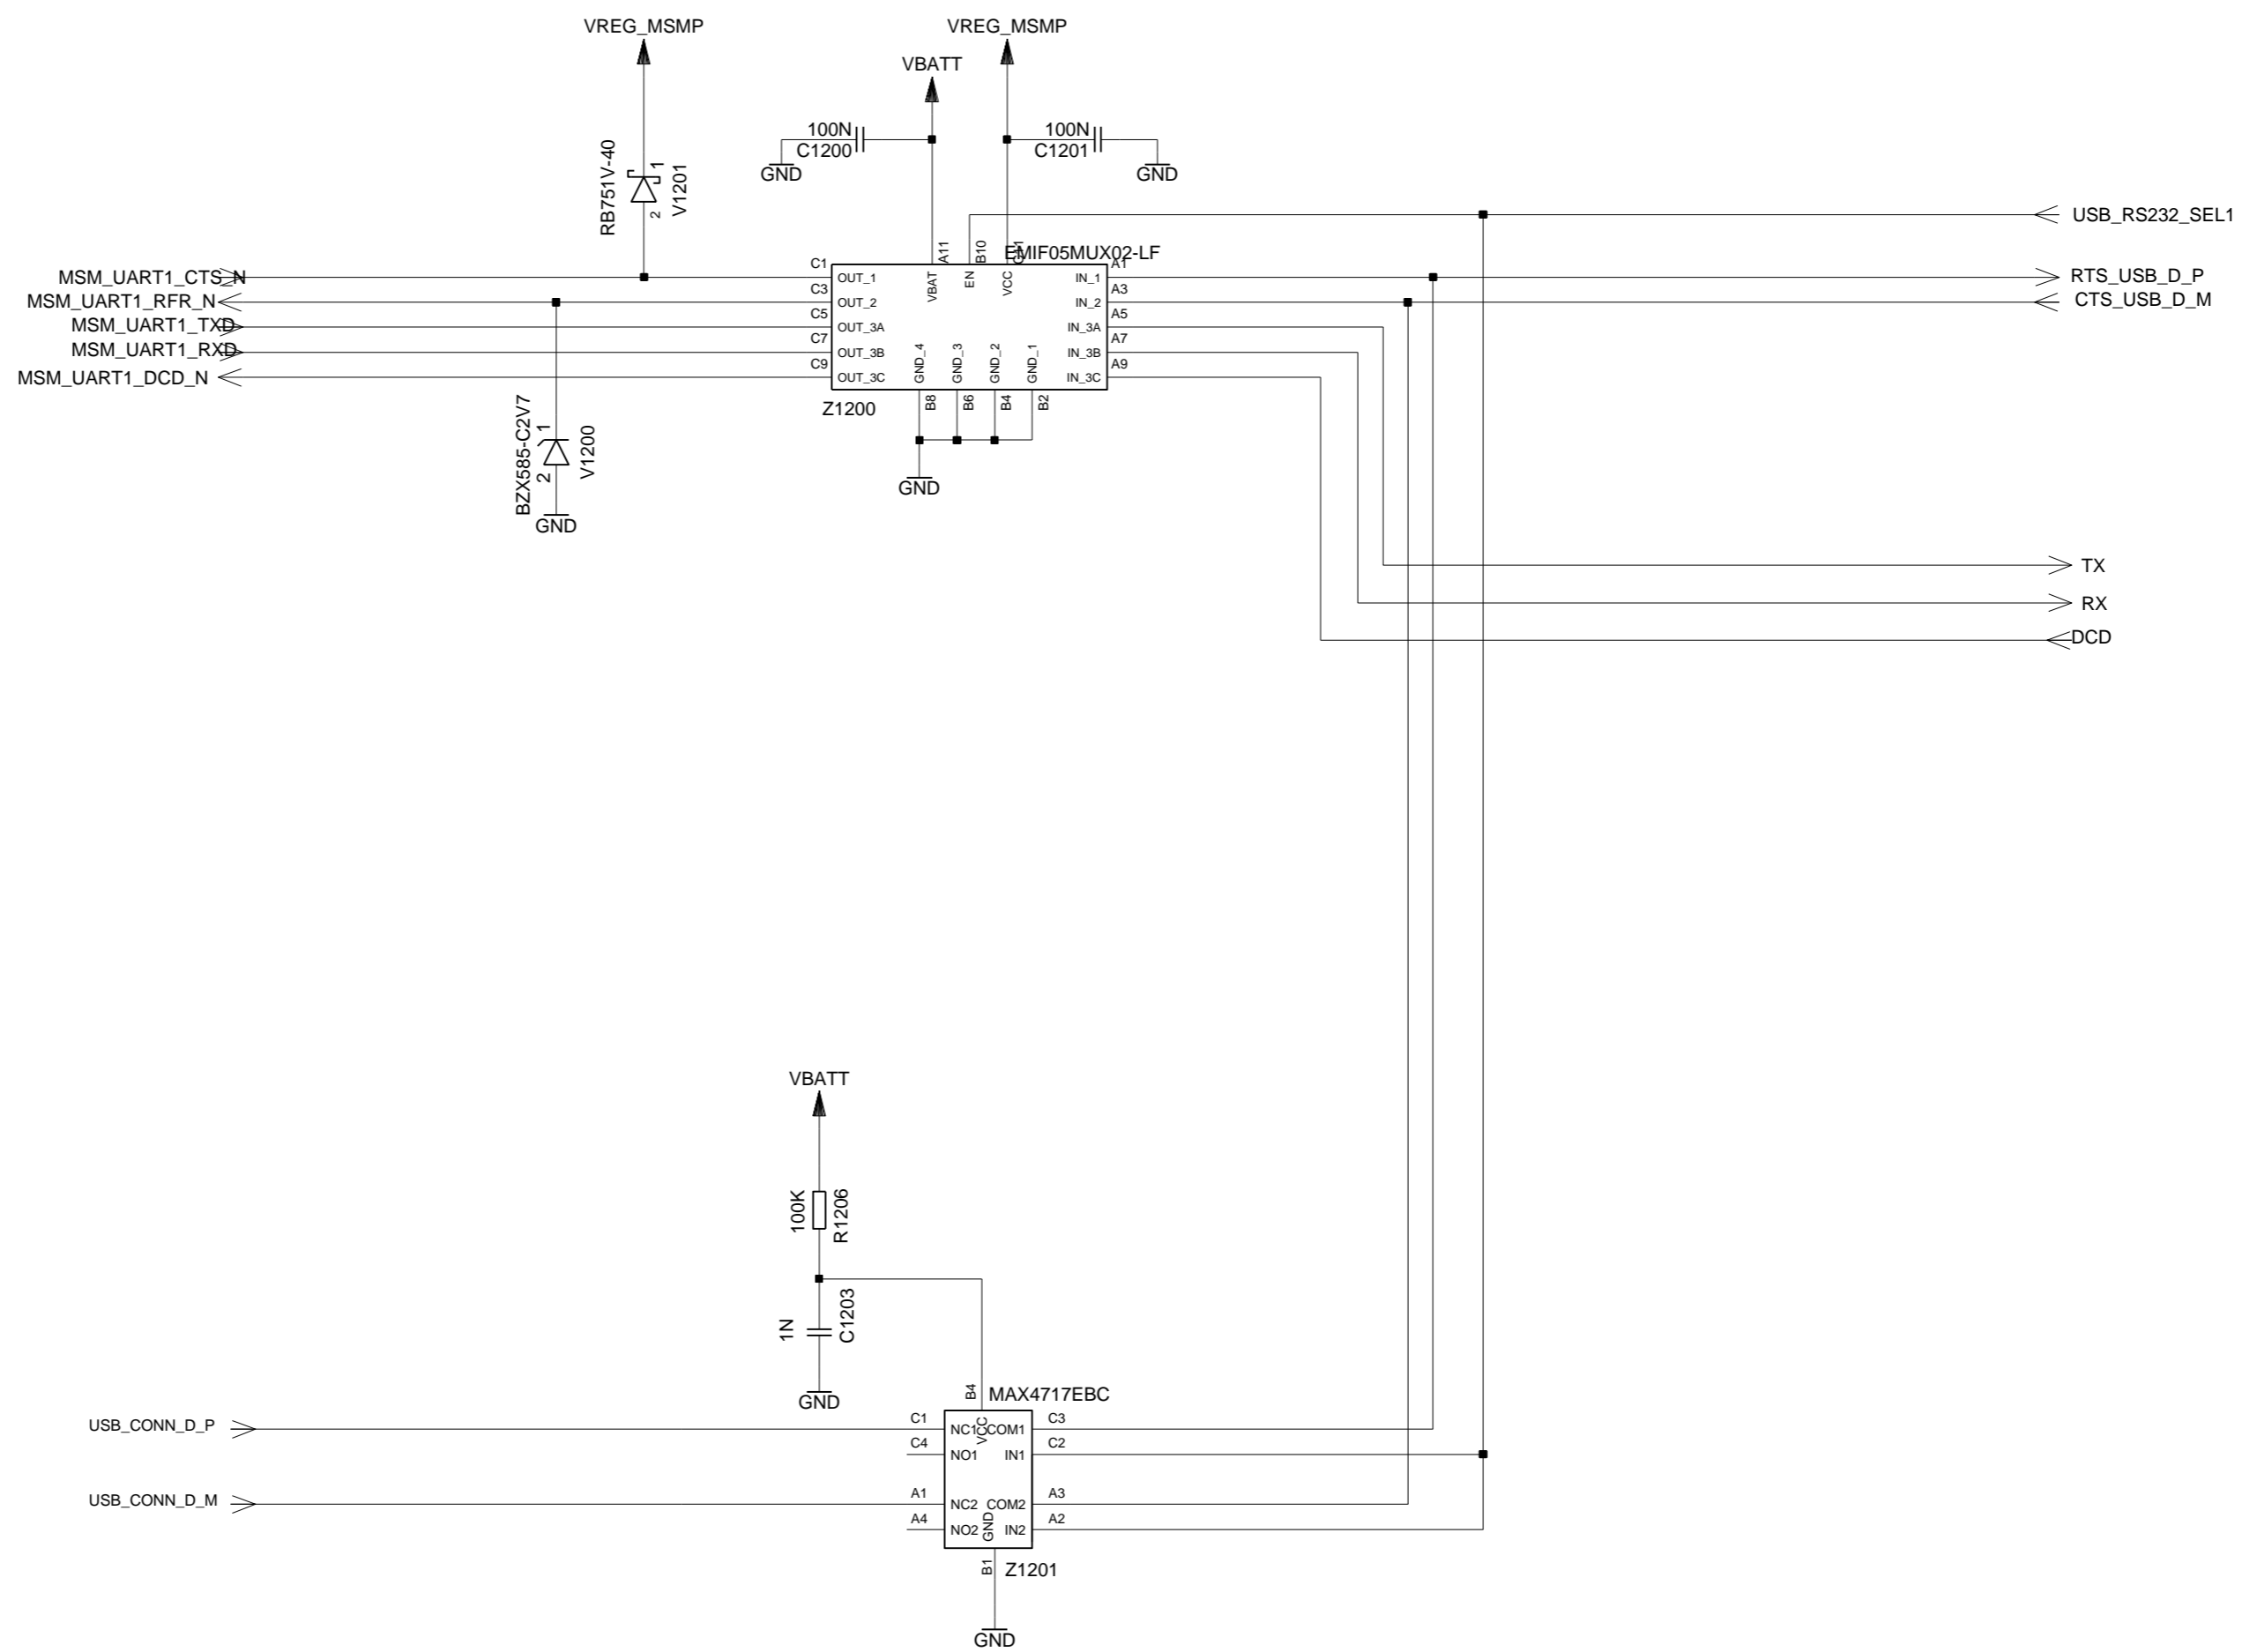 VREG_MSMP
VREG_MSMP
VBATT
100N
C1200
GND
100N
C1201
GND
RB751V-40
1
2
V1201
USB_RS232_SEL1
EMIF05MUX02-LF
A11
B10
MSM_UART1_CTS_N
C1
OUT_1
VBAT
EN
VCC
IN_1
A1
RTS_USB_D_P
MSM_UART1_RFR_N
C3
OUT_2
IN_2
A3
CTS_USB_D_M
MSM_UART1_TXD
C5
OUT_3A
IN_3A
A5
MSM_UART1_RXD
C7
OUT_3B
GND_4
GND_3
GND_2
GND_1
IN_3B
A7
MSM_UART1_DCD_N
C9
OUT_3C
IN_3C
A9
Z1200
B8
B6
B4
B2
GND
BZX585-C2V7
1
2
V1200
GND
TX
RX
DCD
VBATT
100K
R1206
1N
C1203
GND
B4
MAX4717EBC
USB_CONN_D_P
C1
NC1
VCC
COM1
C3
C4
NO1
IN1
C2
USB_CONN_D_M
A1
NC2
COM2
A3
A4
NO2
GND
IN2
A2
B1
Z1201
GND